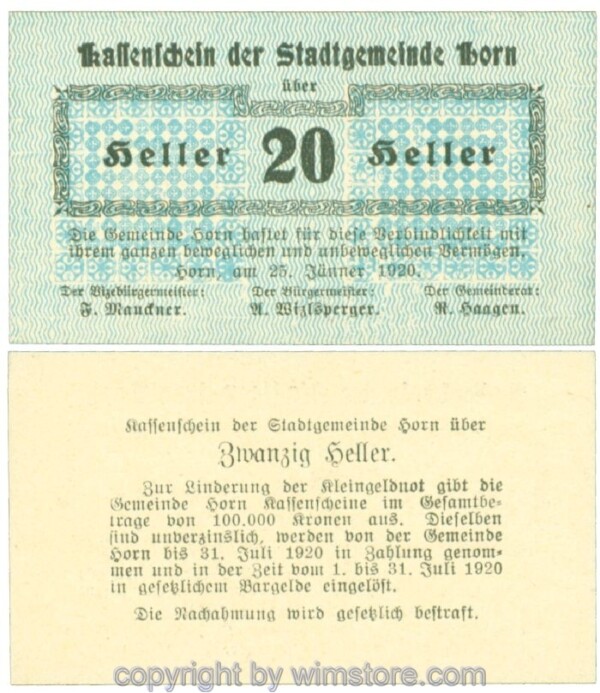 Kassenschein der Stadtgemeinde Horn
über
Heller 20 Heller
Die Gemeinde Horn haftet für diese Verbindlichkeit mit
ihrem ganzen beweglichen und unbeweglichen Vermögen.
Horn, am 25. Jänner 1920.
Der Vizebürgermeister: Der Bürgermeister: Der Gemeinderat:
F. Mauckner. A. Wizlsperger. R. Haagen.
Kassenschein der Stadtgemeinde Horn über
Zwanzig Heller.
Zur Linderung der Kleingeldnot gibt die
Gemeinde Horn Kassenscheine im Gesamtbe-
trage von 100.000 Kronen aus. Dieselben
sind unverzinslich, werden von der Gemeinde
Horn bis 31. Juli 1920 in Zahlung genom-
men und in der Zeit vom 1. bis 31. Juli 1920
in gesetzlichem Bargelde eingelöst.
Die Nachahmung wird gesetzlich bestraft.
copyright by wimstore.com